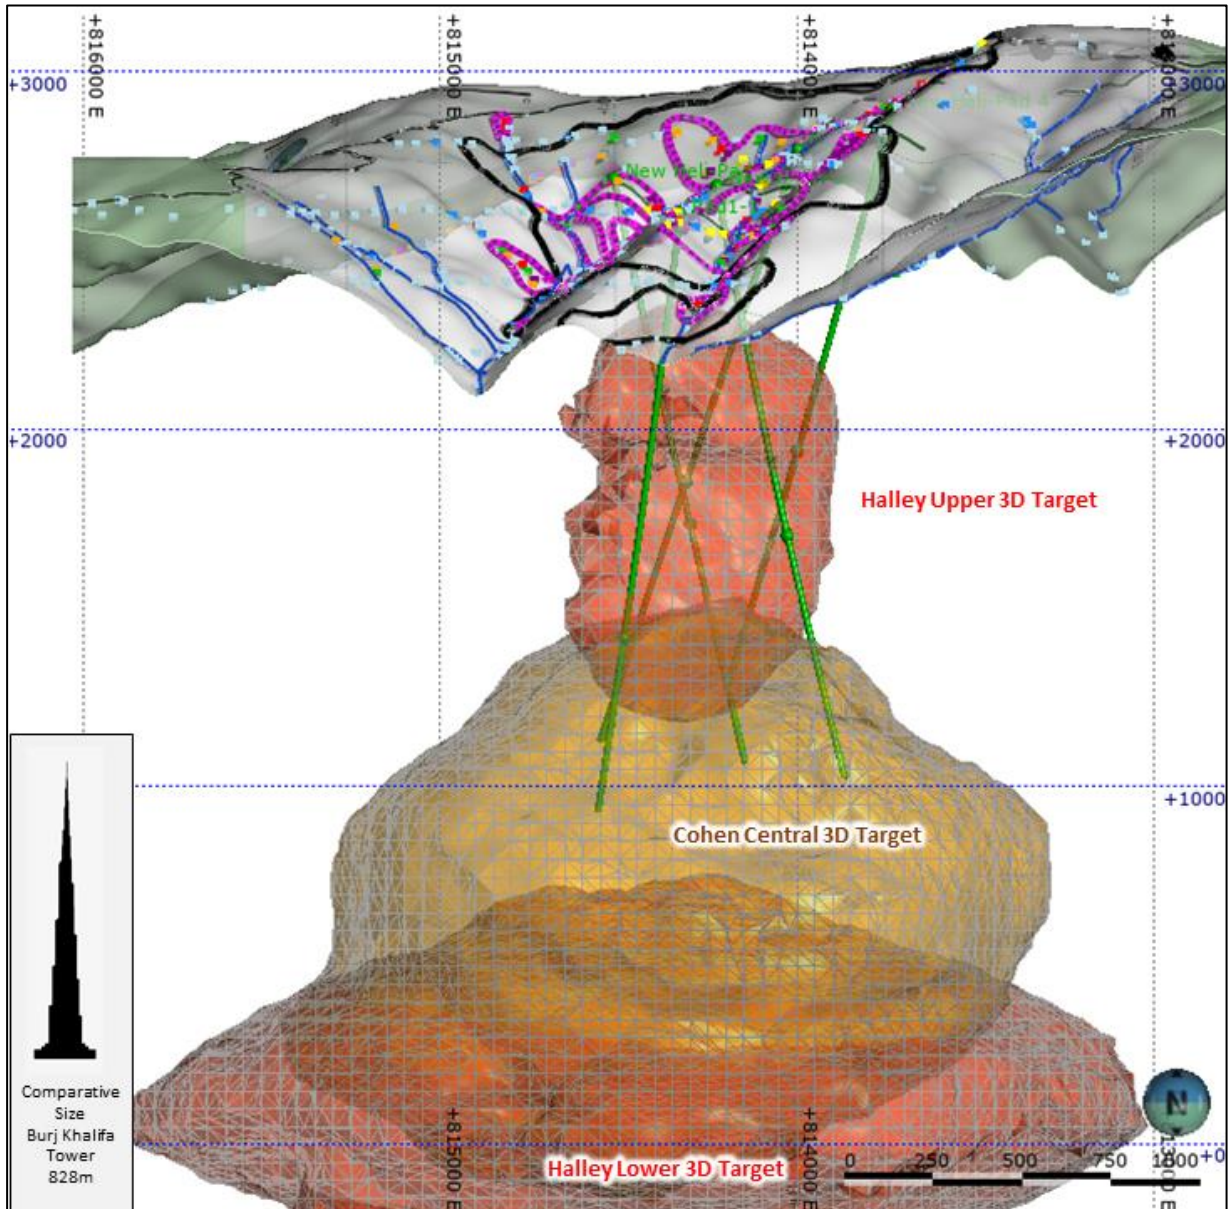 +816000 E
+815000 E
+814000 E
+3000
+3000
+2000
+2000
Halley Upper 3D Target
+1000
Cohen Central 3D Target
Comparative
Size
Burj Khalifa
Tower
828m
N
+815000 E
+814000 E
+0
0 250 500 750 1000
Halley Lower 3D Target